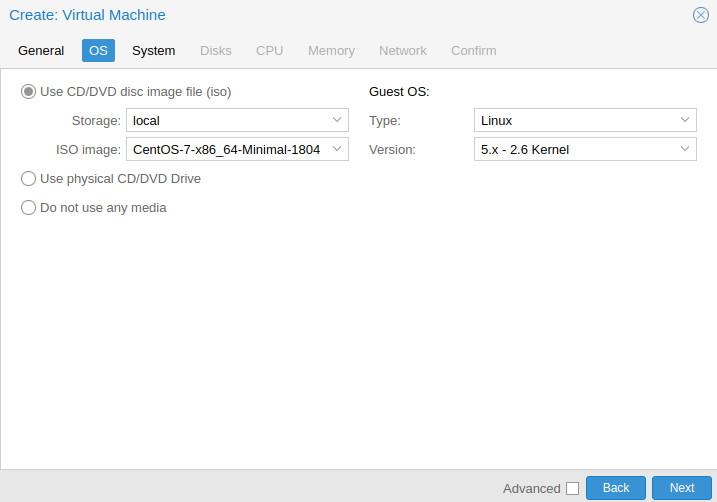 Create: Virtual Machine
General OS System Disks CPU Memory Network Confirm
Use CD/DVD disc image file (iso) Guest OS:
Storage: local Type: Linux
ISO image: CentOS-7-x86_64-Minimal-1804 Version: 5.x - 2.6 Kernel
Use physical CD/DVD Drive
Do not use any media
Advanced Back Next